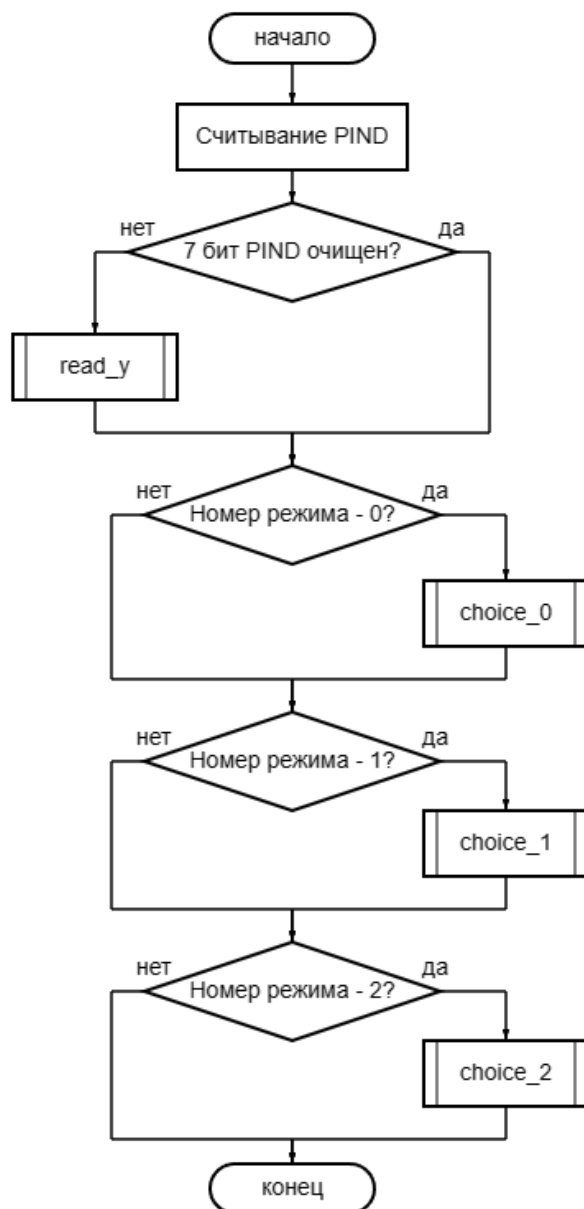 начало
Считывание PIND
нет
да
7 бит PIND очищен?
read_y
нет
да
Номер режима - 0?
choice_0
нет
да
Номер режима - 1?
choice_1
нет
да
Номер режима - 2?
choice_2
конец